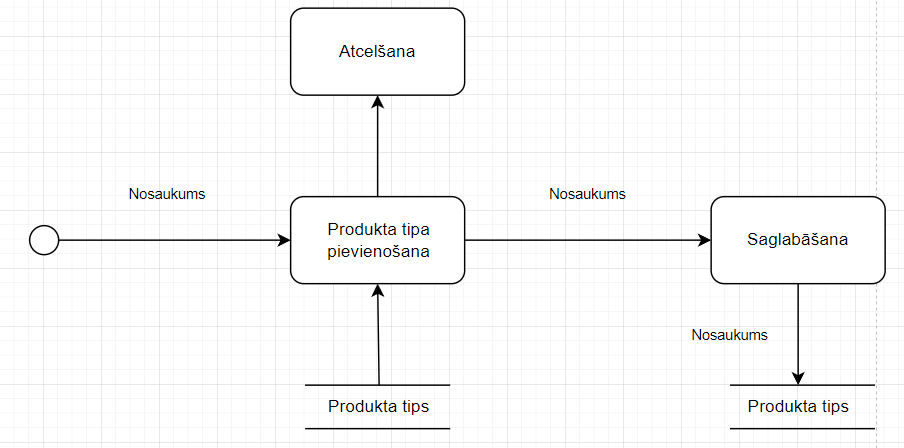 Atcelšana
Nosaukums
Nosaukums
Produkta tipa
pievienošana
Saglabāšana
Nosaukums
Produkta tips
Produkta tips